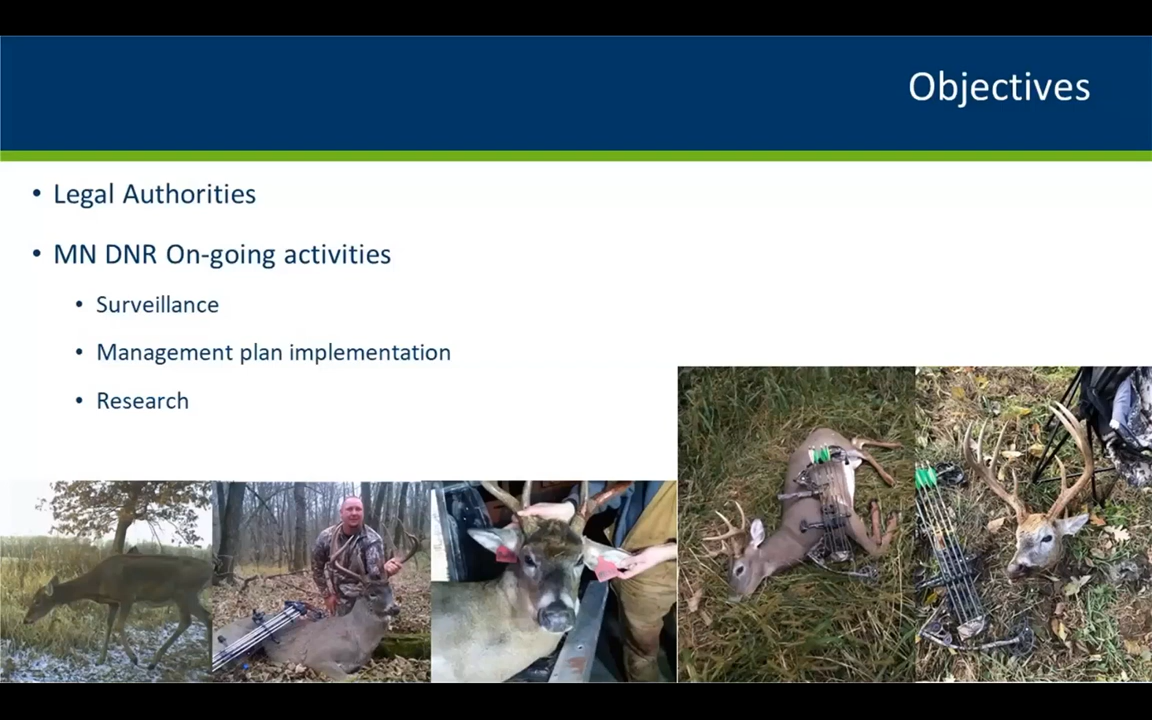 Objectives
• Legal Authorities
• MN DNR On-going activities
• Surveillance
• Management plan implementation
• Research